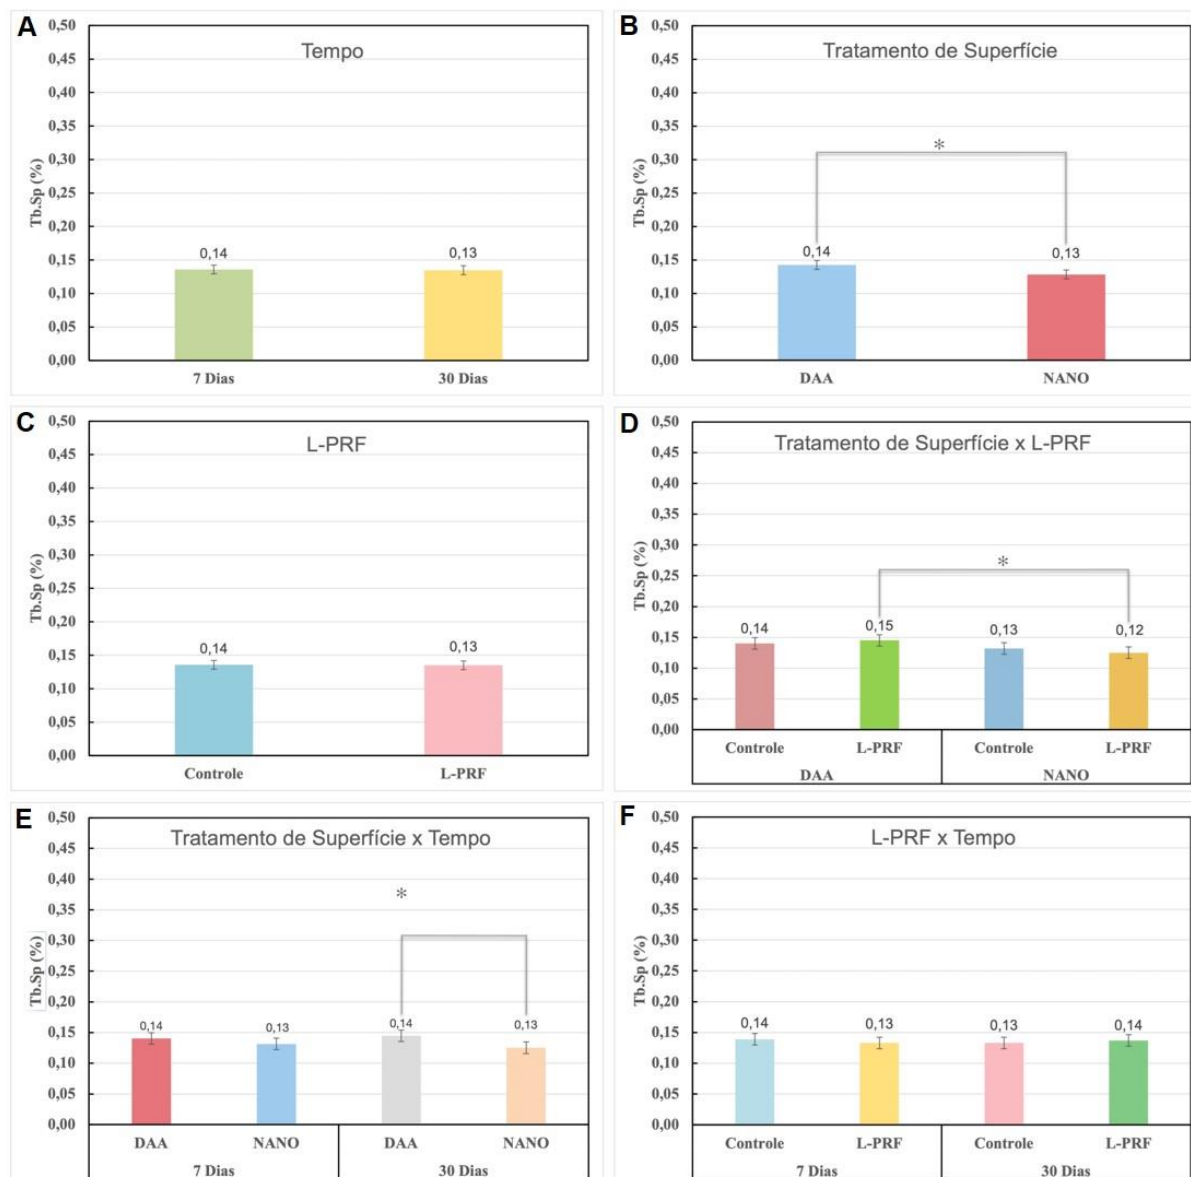 A
Tempo
Tb.Sp (%)
0,50
0,45
0,40
0,35
0,30
0,25
0,20
0,15
0,10
0,05
0,00
0,14
0,13
7 Dias
30 Dias
B
Tratamento de Superfície
Tb.Sp (%)
0,50
0,45
0,40
0,35
0,30
0,25
0,20
0,15
0,10
0,05
0,00
*
0,14
0,13
DAA
NANO
C
L-PRF
Tb.Sp (%)
0,50
0,45
0,40
0,35
0,30
0,25
0,20
0,15
0,10
0,05
0,00
0,14
0,13
Controle
L-PRF
D
Tratamento de Superfície x L-PRF
Tb.Sp (%)
0,50
0,45
0,40
0,35
0,30
0,25
0,20
0,15
0,10
0,05
0,00
*
0,14
0,15
0,13
0,12
Controle
L-PRF
Controle
L-PRF
DAA
NANO
E
Tratamento de Superfície x Tempo
Tb.Sp (%)
0,50
0,45
0,40
0,35
0,30
0,25
0,20
0,15
0,10
0,05
0,00
*
0,14
0,13
0,14
0,13
DAA
NANO
DAA
NANO
7 Dias
30 Dias
F
L-PRF x Tempo
Tb.Sp (%)
0,50
0,45
0,40
0,35
0,30
0,25
0,20
0,15
0,10
0,05
0,00
0,14
0,13
0,13
0,14
Controle
L-PRF
Controle
L-PRF
7 Dias
30 Dias